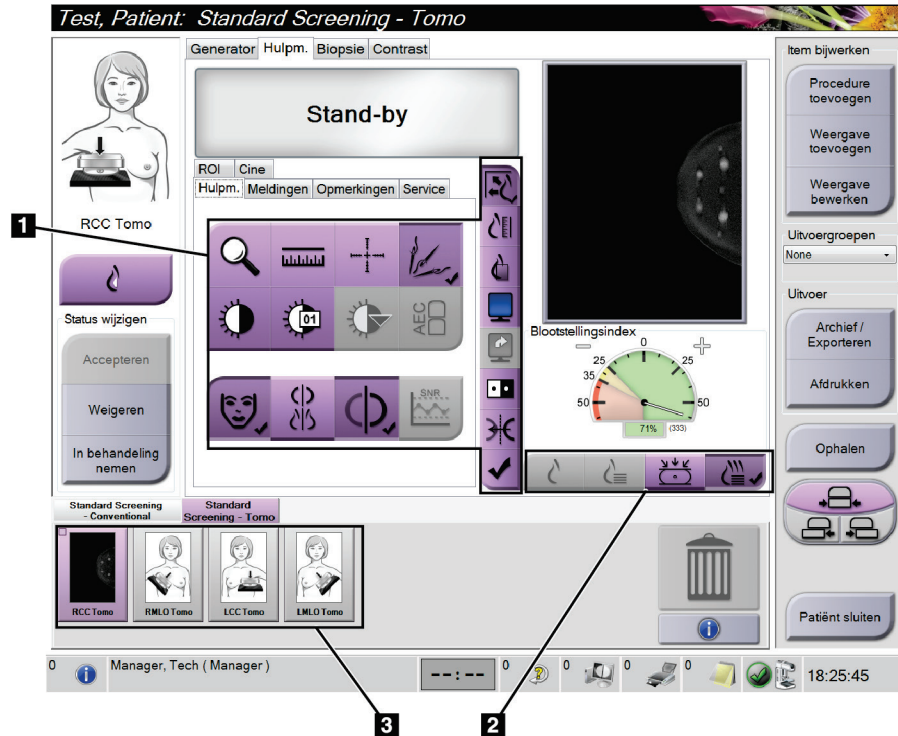 Test, Patient: Standard Screening - Tomo
Generator Hulpm. Biopsie Contrast
Stand-by
ROI Cine
Hulpm. Meldingen Opmerkingen Service
01
AEC
SNR
RCC Tomo
Status wijzigen
Accepteren
Weigeren
In behandeling
nemen
Blootstellingsindex
0
25 25
35
50 50
71% (333)
Item bijwerken
Procedure
toevoegen
Weergave
toevoegen
Weergave
bewerken
Uitvoergroepen
None
Uitvoer
Archief /
Exporteren
Afdrukken
Ophalen
Patiënt sluiten
Standard Screening
- Conventional
Standard
Screening - Tomo
RCC Tomo
RMLO Tomo
LCC Tomo
LMLO Tomo
0 Manager, Tech ( Manager ) --:-- 0 0 0 0 18:25:45
1
2
3